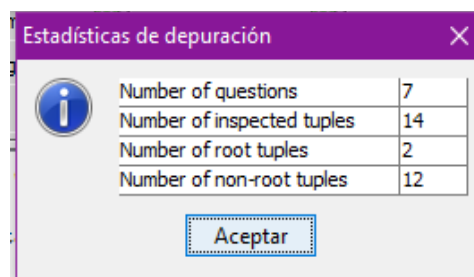 Estadísticas de depuración
Number of questions 7
Number of inspected tuples 14
Number of root tuples 2
Number of non-root tuples 12
Aceptar